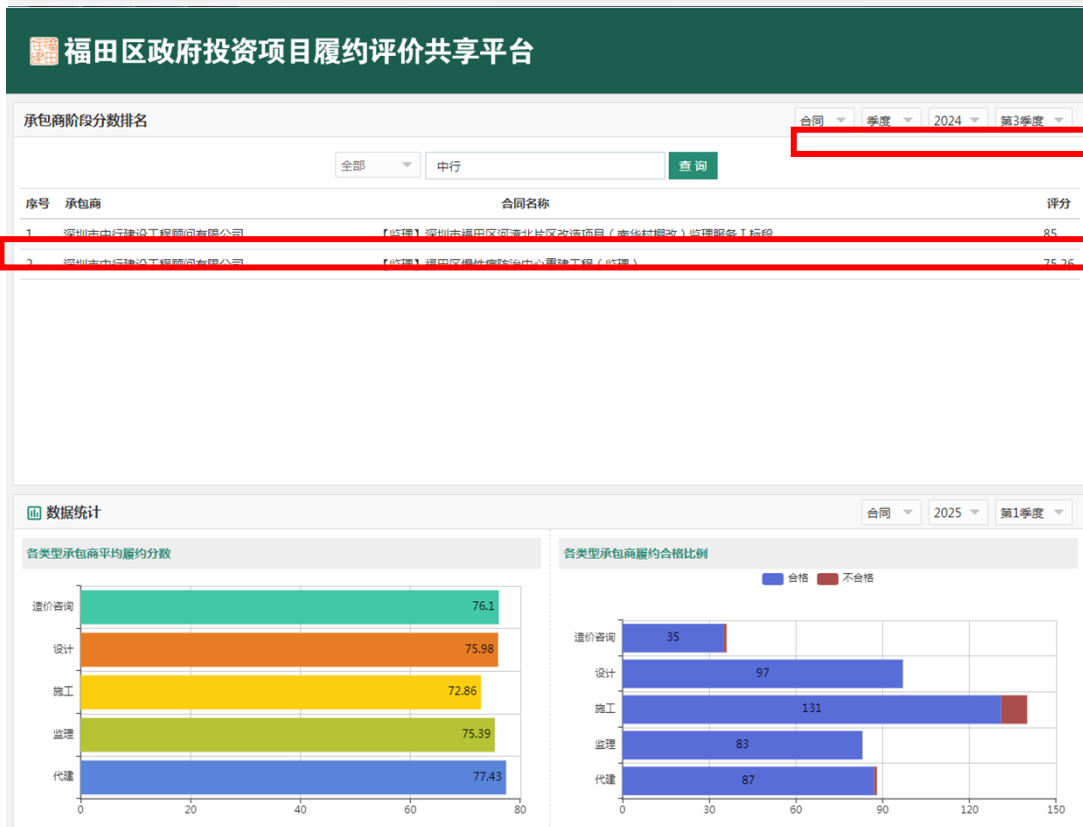 福田区政府投资项目履约评价共享平台
承包商阶段分数排名 合同 季度 2024 第3季度
全部 中行 查询
序号 承包商 合同名称 评分
1 深圳市中行建设工程顾问有限公司 【监理】深圳市福田区河湾北片区改造项目（南华村棚改）监理服务Ⅰ标段 85
2 深圳市中行建设工程顾问有限公司 【监理】福田区慢性病防治中心重建工程（监理） 75.26
数据统计 合同 2025 第1季度
各类型承包商平均履约分数
造价咨询 76.1
设计 75.98
施工 72.86
监理 75.39
代建 77.43
0 20 40 60 80
各类型承包商履约合格比例
合格 不合格
造价咨询 35
设计 97
施工 131
监理 83
代建 87
0 30 60 90 120 150